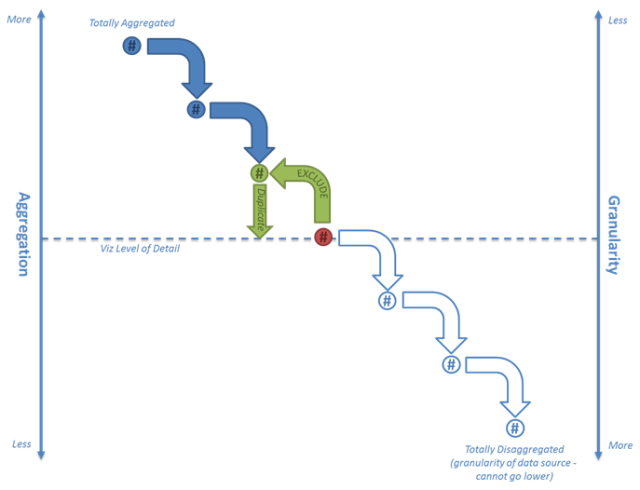 More
Totally Aggregated
Less
#
#
#
EXCLUDE
Duplicate
Aggregation
Granularity
#
Viz Level of Detail
#
#
#
Less
Totally Disaggregated
(granularity of data source -
cannot go lower)
More